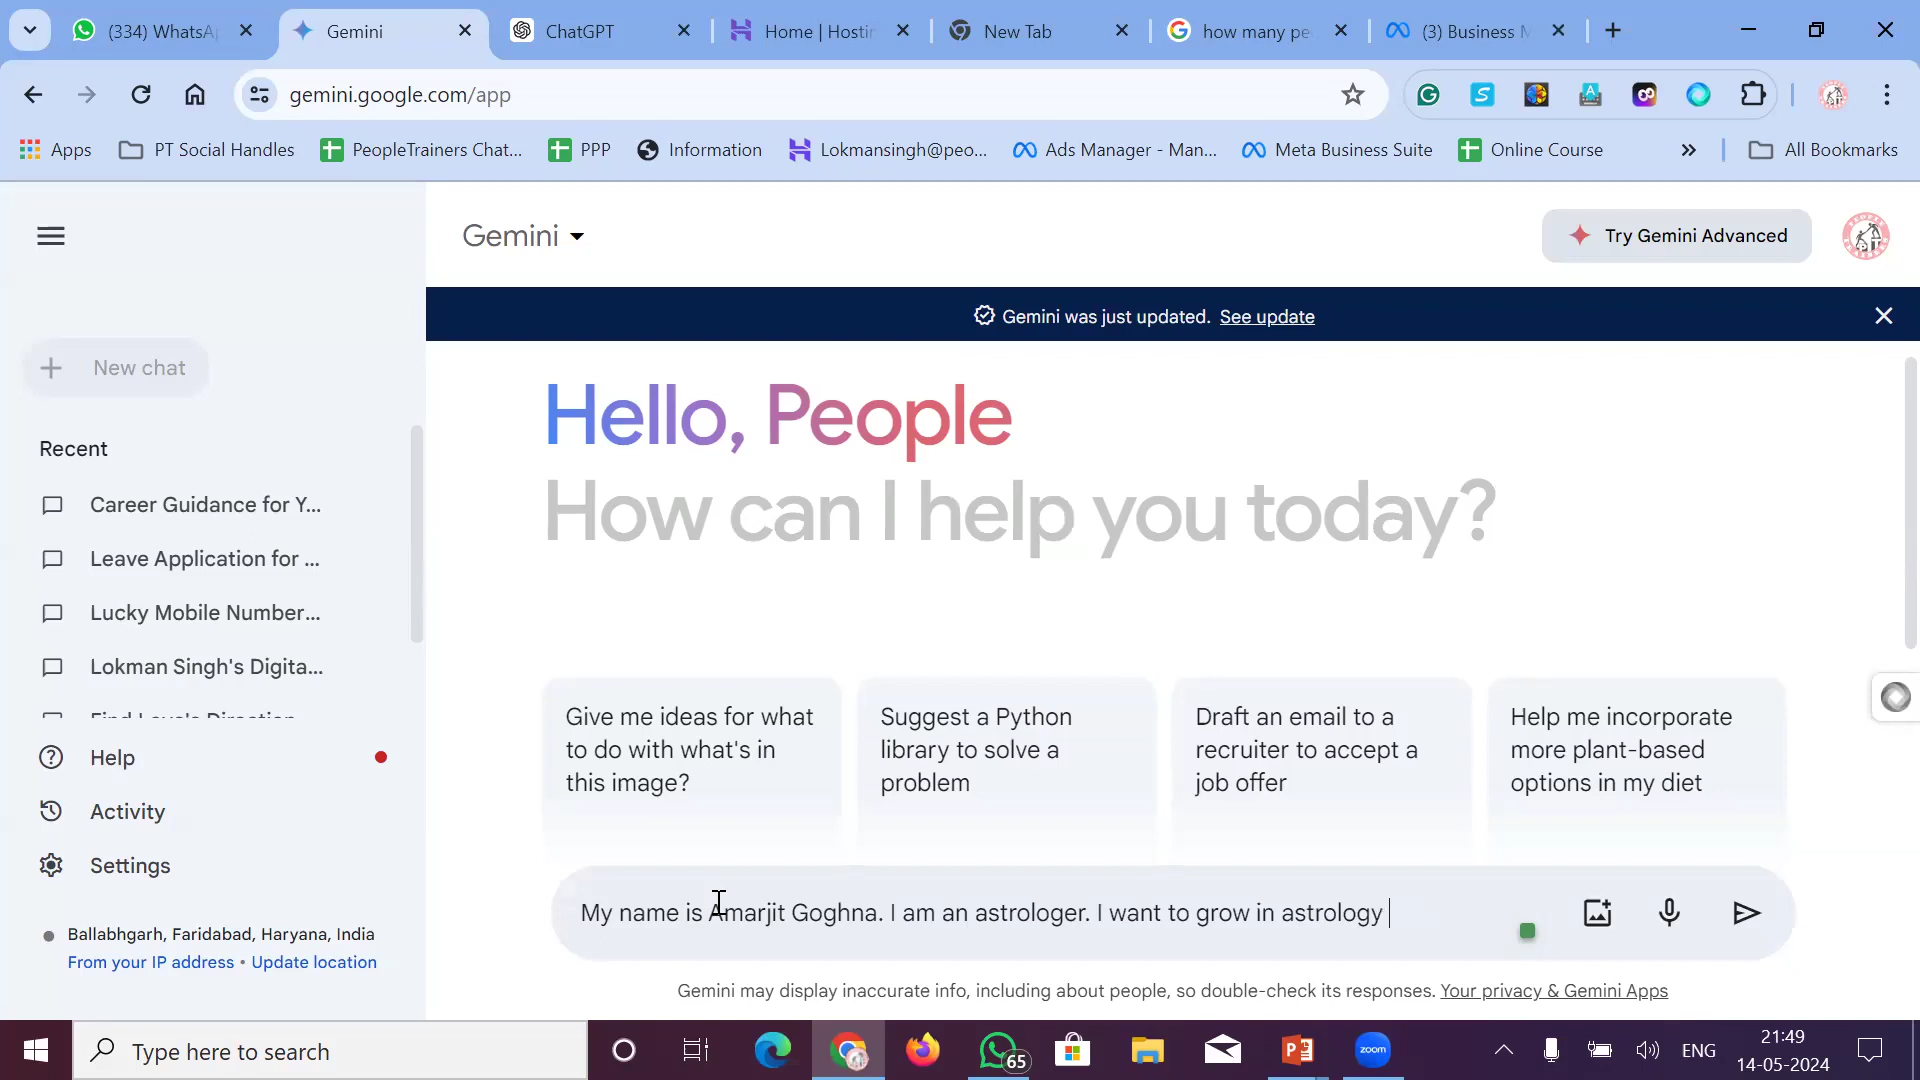 (334) WhatsA
Gemini
ChatGPT
Home | Hostin
New Tab
how many pe
(3) Business M
gemini.google.com/app
Apps
PT Social Handles
PeopleTrainers Chat...
PPP
Information
Lokmansingh@peo...
Ads Manager - Man...
Meta Business Suite
Online Course
All Bookmarks
Gemini
Try Gemini Advanced
Gemini was just updated. See update
New chat
Hello, People
How can I help you today?
Recent
Career Guidance for Y...
Leave Application for ...
Lucky Mobile Number...
Lokman Singh's Digita...
Help
Activity
Settings
Ballabhgarh, Faridabad, Haryana, India
From your IP address • Update location
Give me ideas for what
to do with what's in
this image?
Suggest a Python
library to solve a
problem
Draft an email to a
recruiter to accept a
job offer
Help me incorporate
more plant-based
options in my diet
My name is Amarjit Goghna. I am an astrologer. I want to grow in astrology
Gemini may display inaccurate info, including about people, so double-check its responses. Your privacy & Gemini Apps
Type here to search
65
zoom
ENG
21:49
14-05-2024